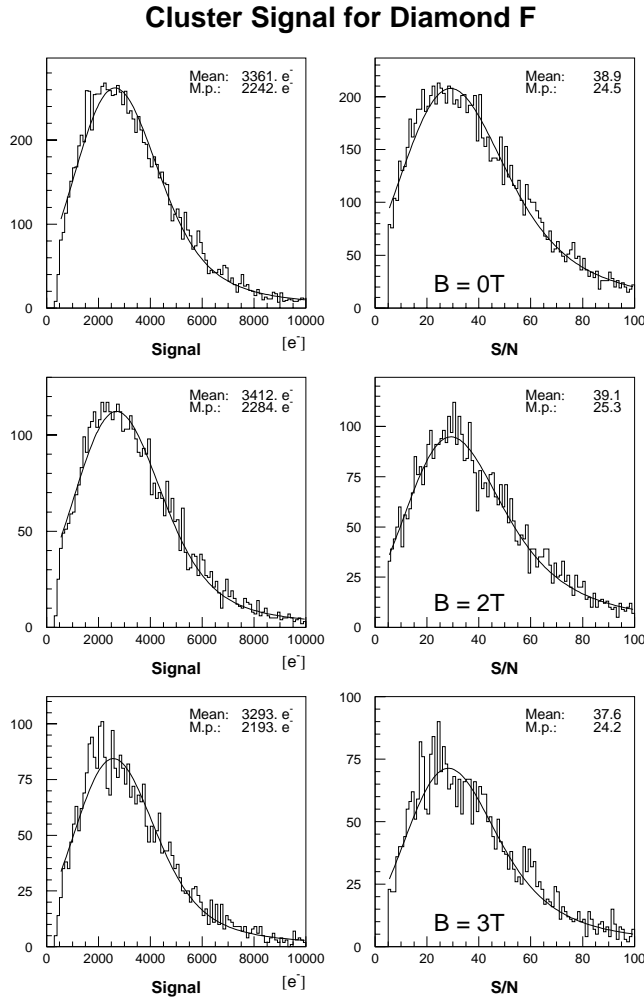 Cluster Signal for Diamond F
Mean: 3361. e-
M.p.: 2242. e-
200
100
0
0 2000 4000 6000 8000 10000
Signal [e-]
Mean: 38.9
M.p.: 24.5
200
150
100
50
0
B = 0T
0 20 40 60 80 100
S/N
Mean: 3412. e-
M.p.: 2284. e-
100
50
0
0 2000 4000 6000 8000 10000
Signal [e-]
Mean: 39.1
M.p.: 25.3
100
75
50
25
0
B = 2T
0 20 40 60 80 100
S/N
Mean: 3293. e-
M.p.: 2193. e-
100
75
50
25
0
0 2000 4000 6000 8000 10000
Signal [e-]
Mean: 37.6
M.p.: 24.2
100
75
50
25
0
B = 3T
0 20 40 60 80 100
S/N